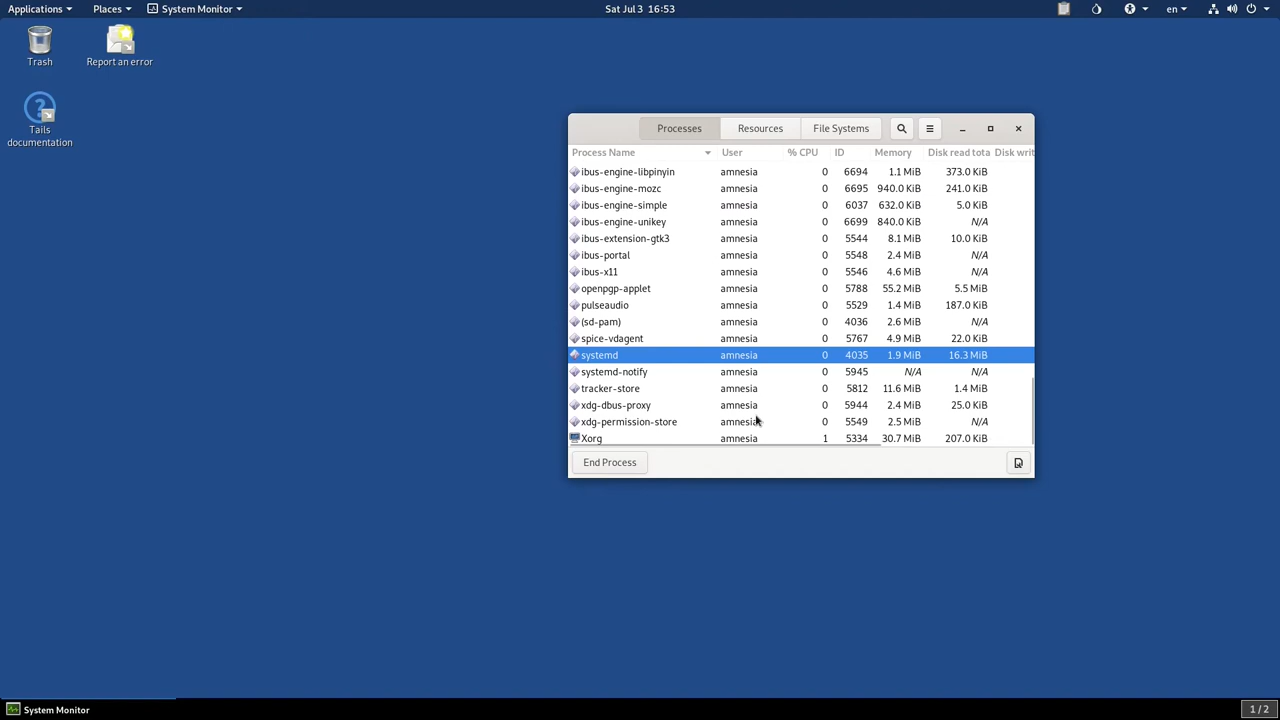 Applications Places System Monitor Sat Jul 3 16:53 en
Trash
Report an error
Tails
documentation
Processes Resources File Systems
Process Name User % CPU ID Memory Disk read tota Disk writ
ibus-engine-libpinyin amnesia 0 6694 1.1 MiB 373.0 KiB
ibus-engine-mozc amnesia 0 6695 940.0 KiB 241.0 KiB
ibus-engine-simple amnesia 0 6037 632.0 KiB 5.0 KiB
ibus-engine-unikey amnesia 0 6699 840.0 KiB N/A
ibus-extension-gtk3 amnesia 0 5544 8.1 MiB 10.0 KiB
ibus-portal amnesia 0 5548 2.4 MiB N/A
ibus-x11 amnesia 0 5546 4.6 MiB N/A
openpgp-applet amnesia 0 5788 55.2 MiB 5.5 MiB
pulseaudio amnesia 0 5529 1.4 MiB 187.0 KiB
(sd-pam) amnesia 0 4036 2.6 MiB N/A
spice-vdagent amnesia 0 5767 4.9 MiB 22.0 KiB
systemd amnesia 0 4035 1.9 MiB 16.3 MiB
systemd-notify amnesia 0 5945 N/A N/A
tracker-store amnesia 0 5812 11.6 MiB 1.4 MiB
xdg-dbus-proxy amnesia 0 5944 2.4 MiB 25.0 KiB
xdg-permission-store amnesia 0 5549 2.5 MiB N/A
Xorg amnesia 1 5334 30.7 MiB 207.0 KiB
End Process
System Monitor 1 / 2